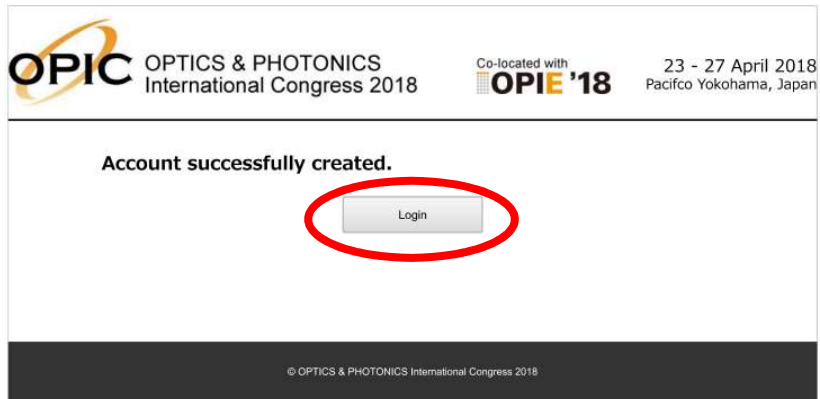 OPIC
OPTICS & PHOTONICS
International Congress 2018
Co-located with
OPIE '18
23 - 27 April 2018
Pacifco Yokohama, Japan
Account successfully created.
Login
© OPTICS & PHOTONICS International Congress 2018